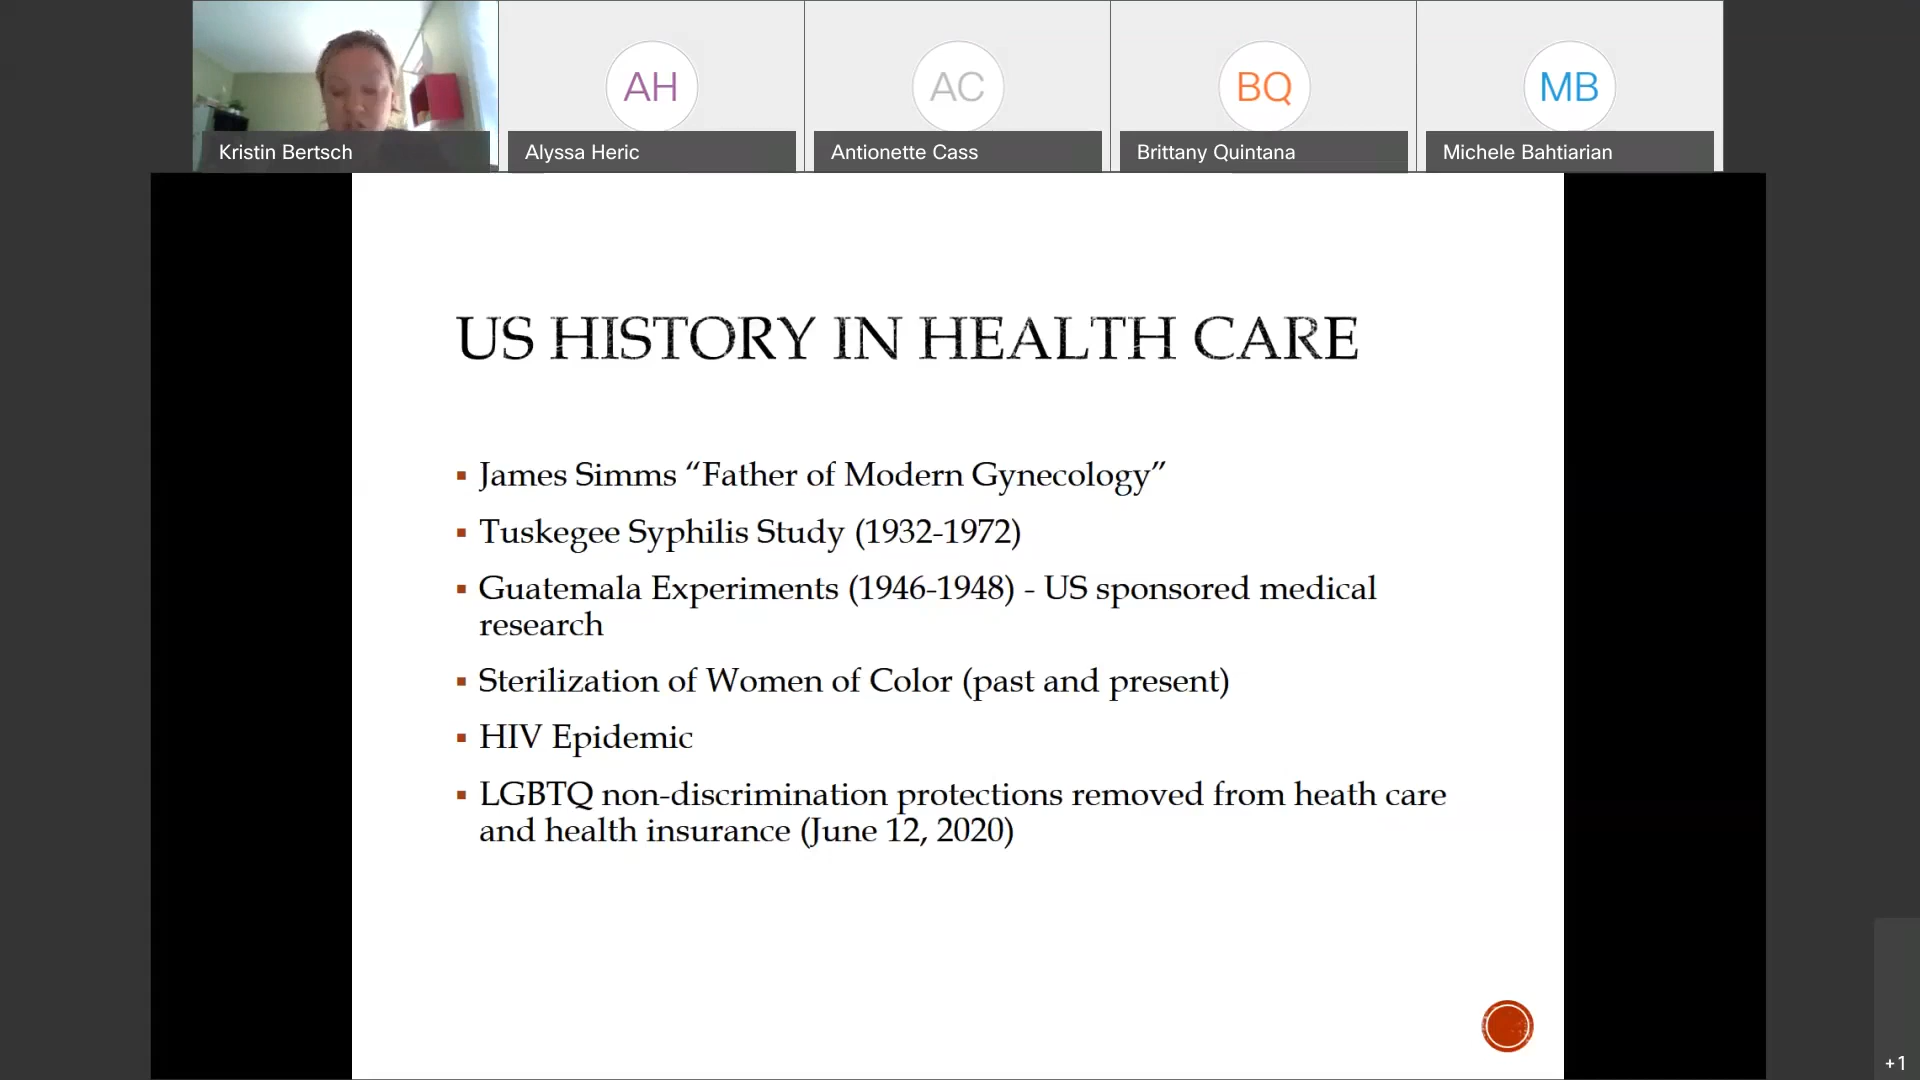 AH
AC
BQ
MB
Kristin Bertsch
Alyssa Heric
Antionette Cass
Brittany Quintana
Michele Bahtiarian
US HISTORY IN HEALTH CARE
▪ James Simms “Father of Modern Gynecology”
▪ Tuskegee Syphilis Study (1932-1972)
▪ Guatemala Experiments (1946-1948) - US sponsored medical
research
▪ Sterilization of Women of Color (past and present)
▪ HIV Epidemic
▪ LGBTQ non-discrimination protections removed from heath care
and health insurance (June 12, 2020)
+1